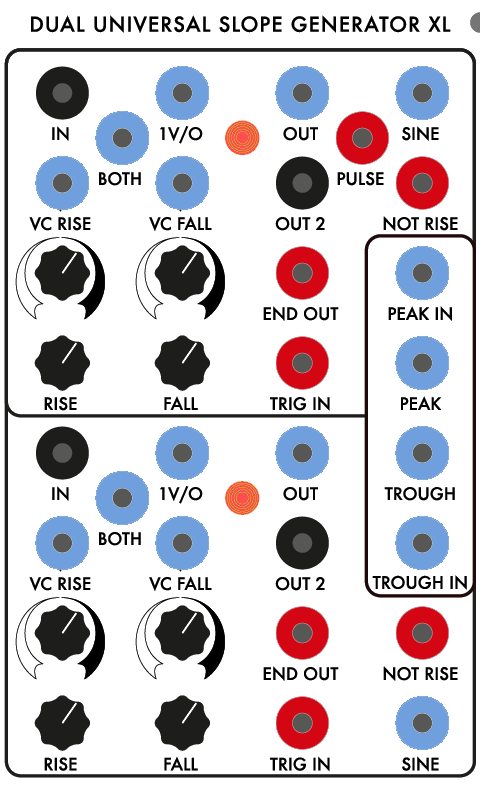 DUAL UNIVERSAL SLOPE GENERATOR XL
IN 1V/O OUT SINE
BOTH PULSE
VC RISE VC FALL OUT 2 NOT RISE
END OUT PEAK IN
RISE FALL TRIG IN PEAK
IN 1V/O OUT TROUGH
BOTH
VC RISE VC FALL OUT 2 TROUGH IN
END OUT NOT RISE
RISE FALL TRIG IN SINE